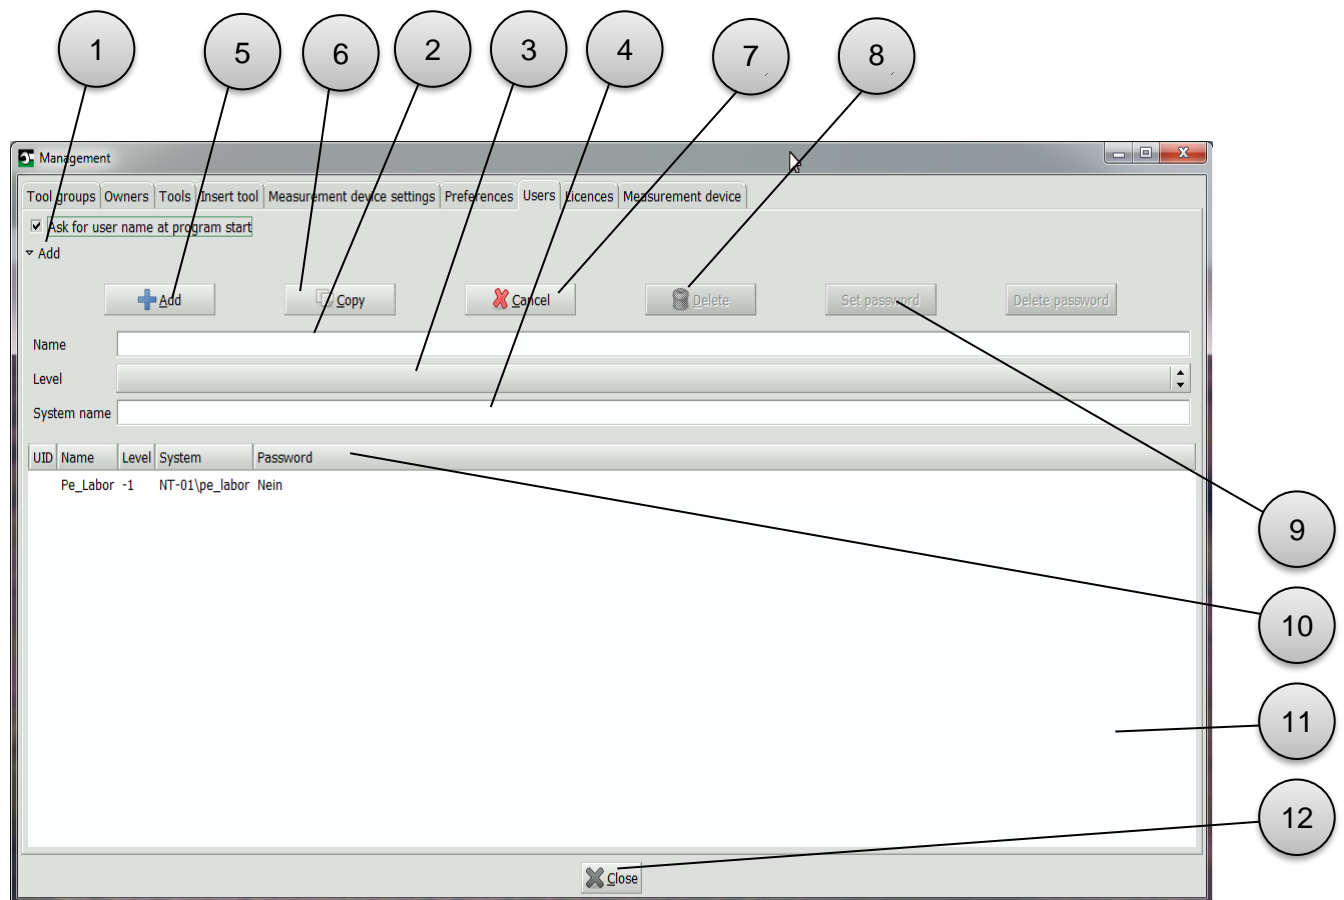 1 5 6 2 3 4 7 8
Management
Tool groups Owners Tools Insert tool Measurement device settings Preferences Users Licences Measurement device
Ask for user name at program start
Add
Add Copy Cancel Delete Set password Delete password
Name
Level
System name
UID Name Level System Password
Pe_Labor -1 NT-01\pe_labor Nein
9
10
11
12
Close